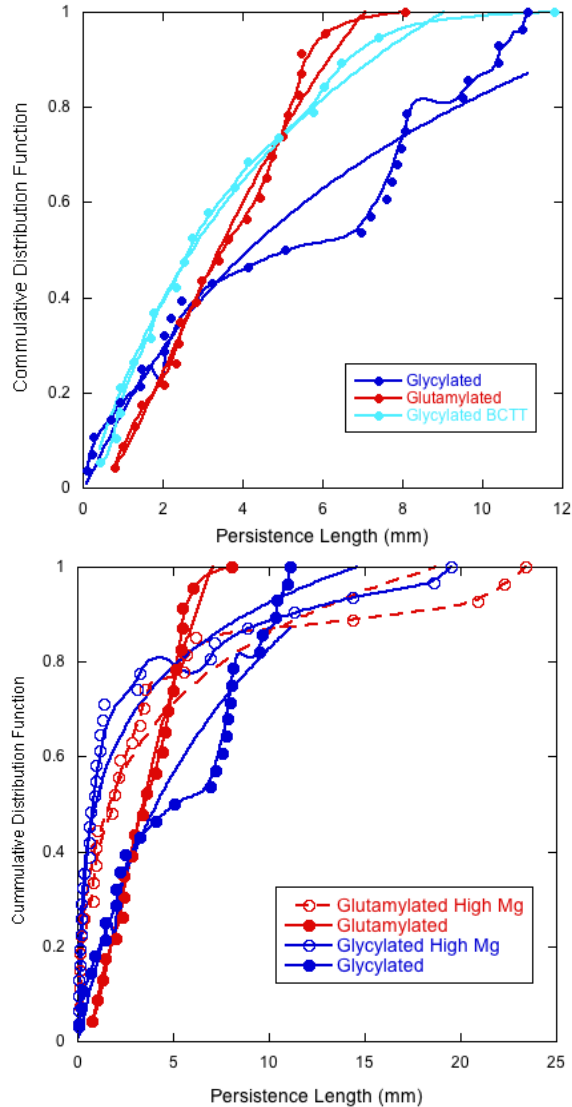 Commulative Distribution Function
1
0.8
0.6
0.4
0.2
0
Glycylated
Glutamylated
Glycylated BCTT
0 2 4 6 8 10 12
Persistence Length (mm)
Cummulative Distribution Function
1
0.8
0.6
0.4
0.2
0
Glutamylated High Mg
Glutamylated
Glycylated High Mg
Glycylated
0 5 10 15 20 25
Persistence Length (mm)